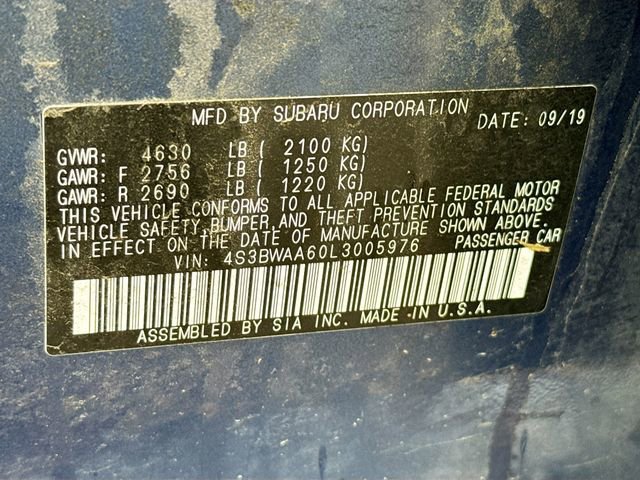 MFD BY SUBARU CORPORATION DATE: 09/19
GVWR: 4630 LB ( 2100 KG)
GAWR: F 2756 LB ( 1250 KG)
GAWR: R 2690 LB ( 1220 KG)
THIS VEHICLE CONFORMS TO ALL APPLICABLE FEDERAL MOTOR
VEHICLE SAFETY, BUMPER AND THEFT PREVENTION STANDARDS
IN EFFECT ON THE DATE OF MANUFACTURE SHOWN ABOVE.
VIN: 4S3BWAA60L3005976 PASSENGER CAR
ASSEMBLED BY SIA INC. MADE IN U.S.A.